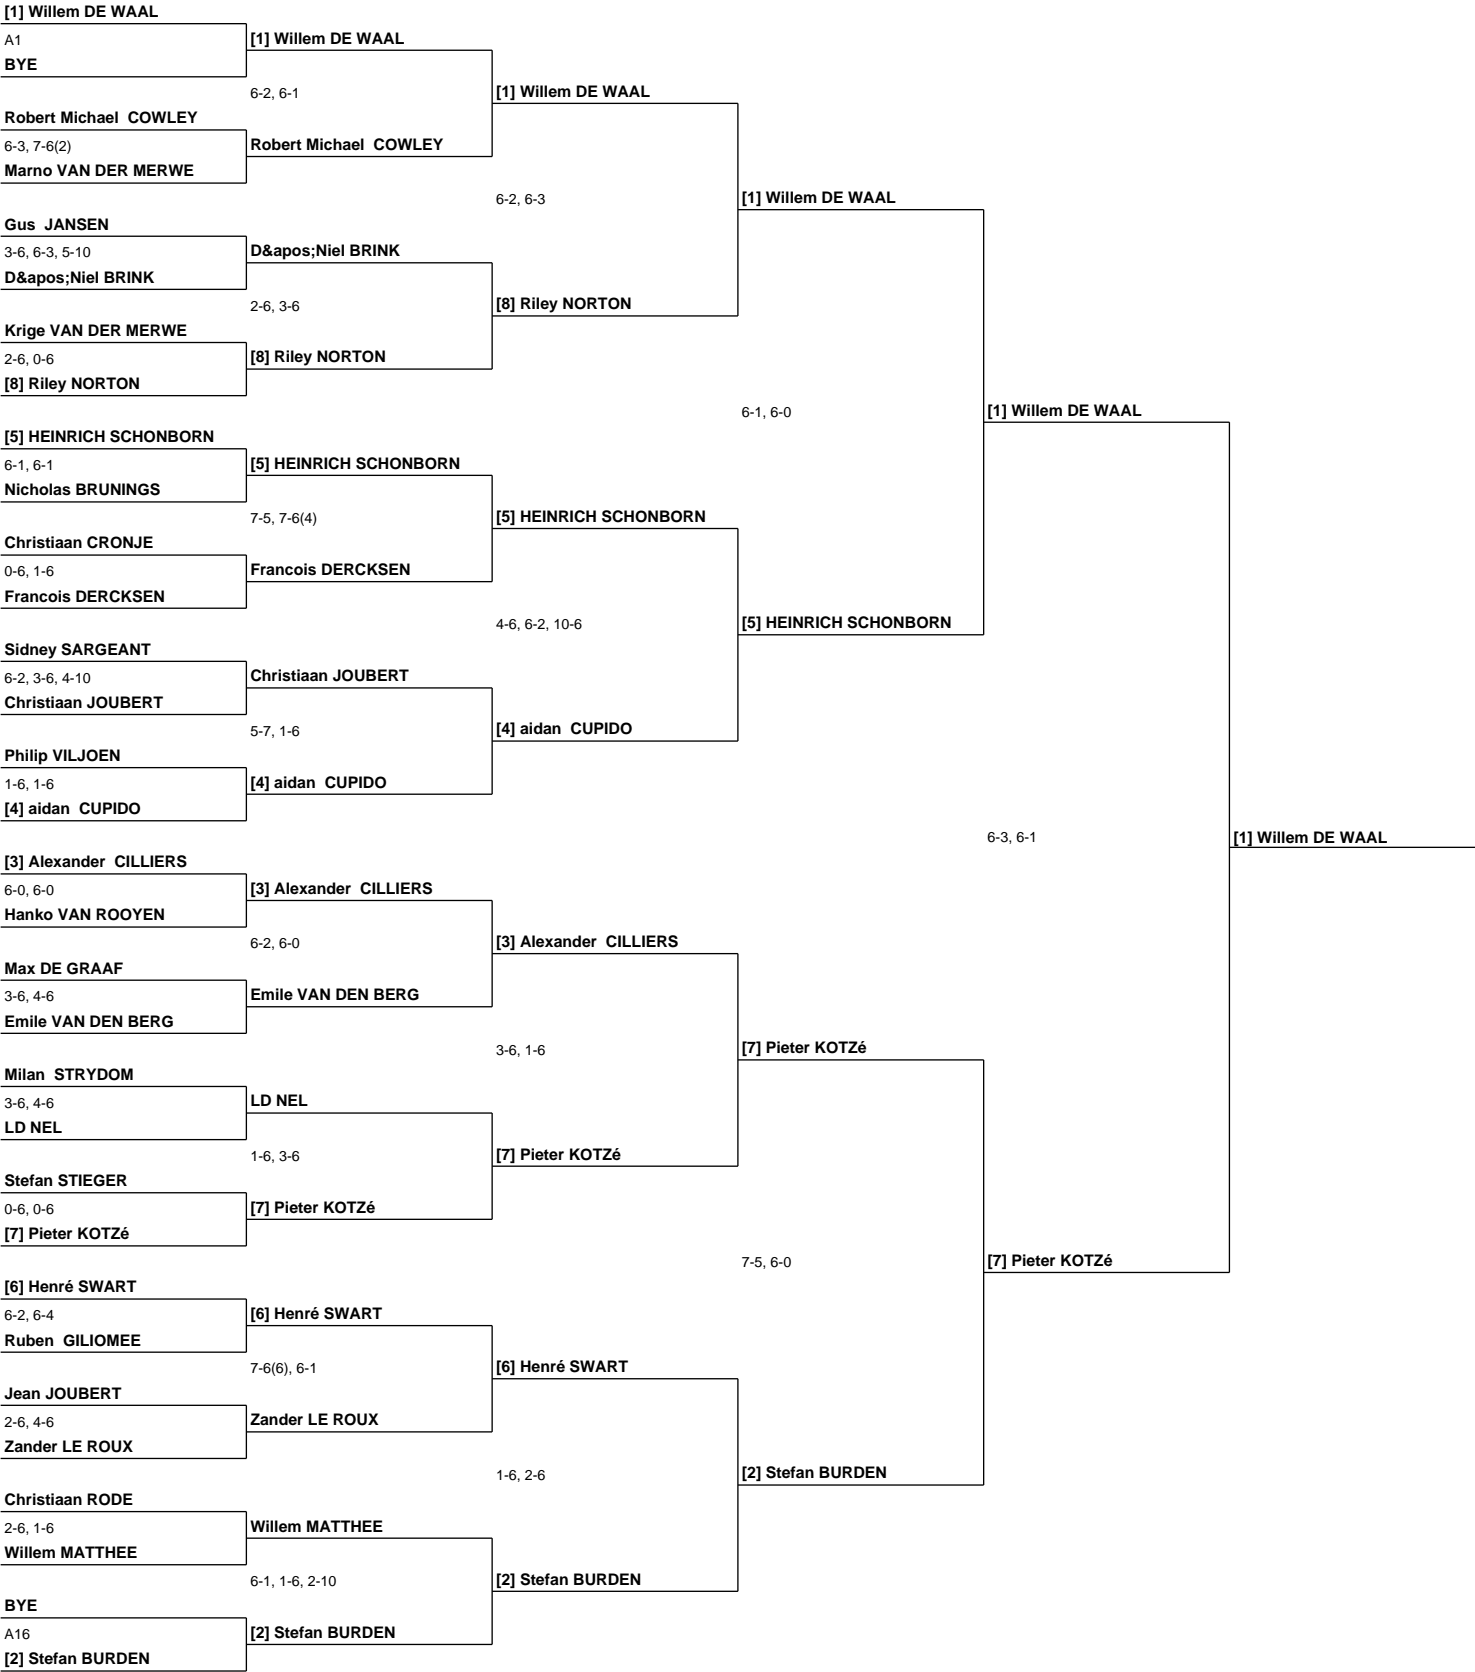 [1] Willem DE WAAL
A1
BYE
[1] Willem DE WAAL
6-2, 6-1
[1] Willem DE WAAL
Robert Michael  COWLEY
6-3, 7-6(2)
Marno VAN DER MERWE
Robert Michael  COWLEY
6-2, 6-3
[1] Willem DE WAAL
Gus  JANSEN
3-6, 6-3, 5-10
D&apos;Niel BRINK
D&apos;Niel BRINK
2-6, 3-6
[8] Riley NORTON
Krige VAN DER MERWE
2-6, 0-6
[8] Riley NORTON
[8] Riley NORTON
6-1, 6-0
[1] Willem DE WAAL
[5] HEINRICH SCHONBORN
6-1, 6-1
Nicholas BRUNINGS
[5] HEINRICH SCHONBORN
7-5, 7-6(4)
[5] HEINRICH SCHONBORN
Christiaan CRONJE
0-6, 1-6
Francois DERCKSEN
Francois DERCKSEN
4-6, 6-2, 10-6
[5] HEINRICH SCHONBORN
Sidney SARGEANT
6-2, 3-6, 4-10
Christiaan JOUBERT
Christiaan JOUBERT
5-7, 1-6
[4] aidan  CUPIDO
Philip VILJOEN
1-6, 1-6
[4] aidan  CUPIDO
[4] aidan  CUPIDO
6-3, 6-1
[1] Willem DE WAAL
[3] Alexander  CILLIERS
6-0, 6-0
Hanko VAN ROOYEN
[3] Alexander  CILLIERS
6-2, 6-0
[3] Alexander  CILLIERS
Max DE GRAAF
3-6, 4-6
Emile VAN DEN BERG
Emile VAN DEN BERG
3-6, 1-6
[7] Pieter KOTZé
Milan  STRYDOM
3-6, 4-6
LD NEL
LD NEL
1-6, 3-6
[7] Pieter KOTZé
Stefan STIEGER
0-6, 0-6
[7] Pieter KOTZé
[7] Pieter KOTZé
7-5, 6-0
[7] Pieter KOTZé
[6] Henré SWART
6-2, 6-4
Ruben  GILIOMEE
[6] Henré SWART
7-6(6), 6-1
[6] Henré SWART
Jean JOUBERT
2-6, 4-6
Zander LE ROUX
Zander LE ROUX
1-6, 2-6
[2] Stefan BURDEN
Christiaan RODE
2-6, 1-6
Willem MATTHEE
Willem MATTHEE
6-1, 1-6, 2-10
[2] Stefan BURDEN
BYE
A16
[2] Stefan BURDEN
[2] Stefan BURDEN